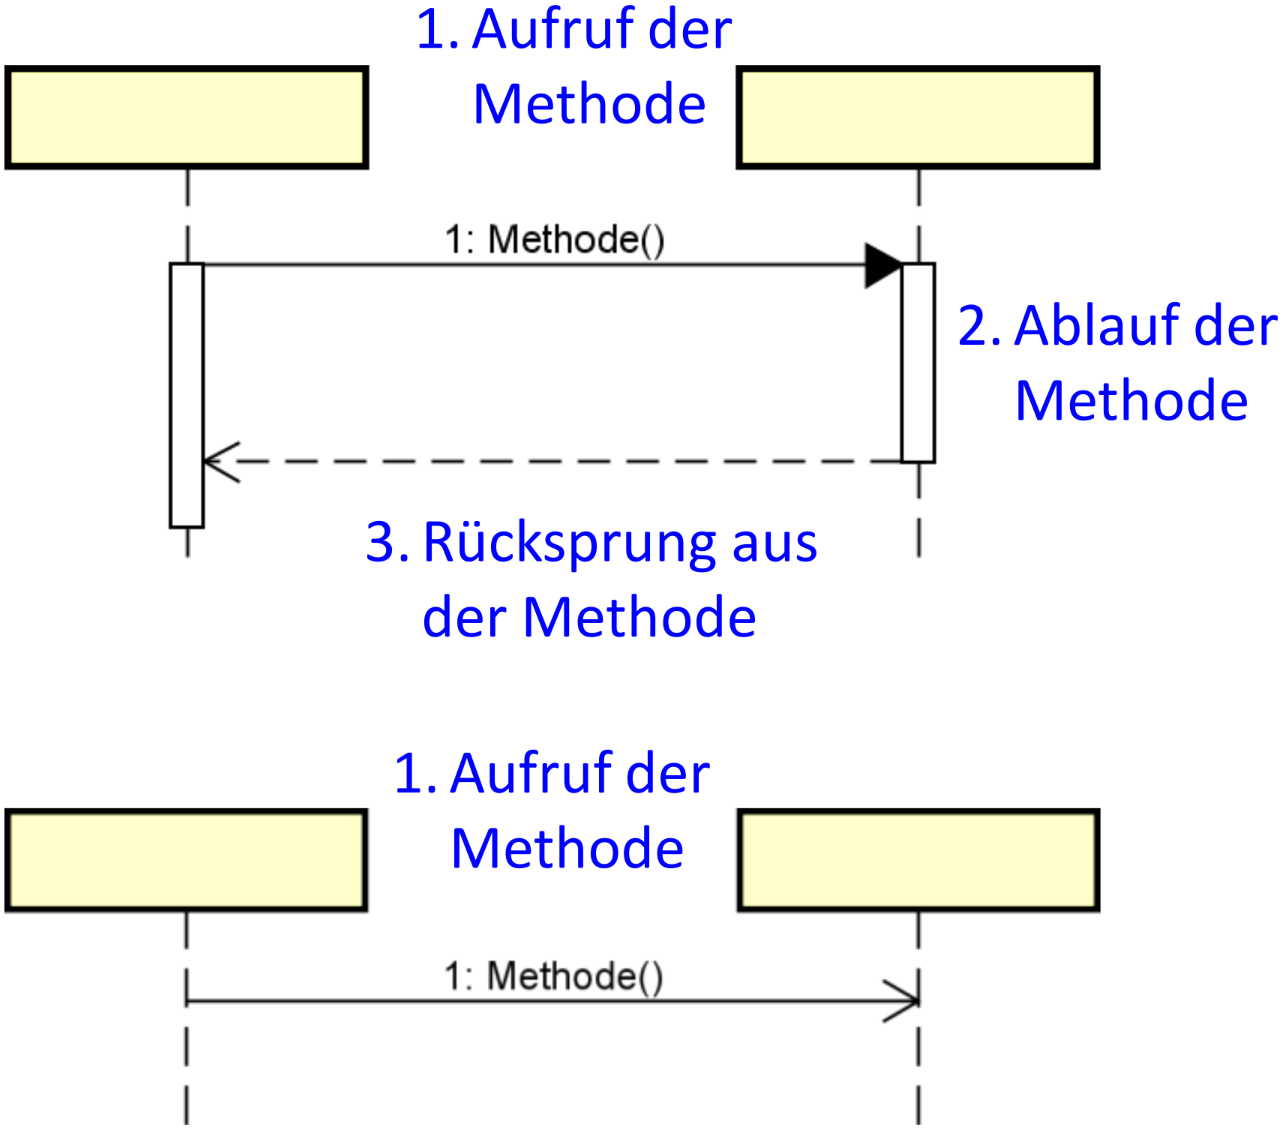 1. Aufruf der
Methode
1: Methode()
2. Ablauf der
Methode
3. Rücksprung aus
der Methode
1. Aufruf der
Methode
1: Methode()